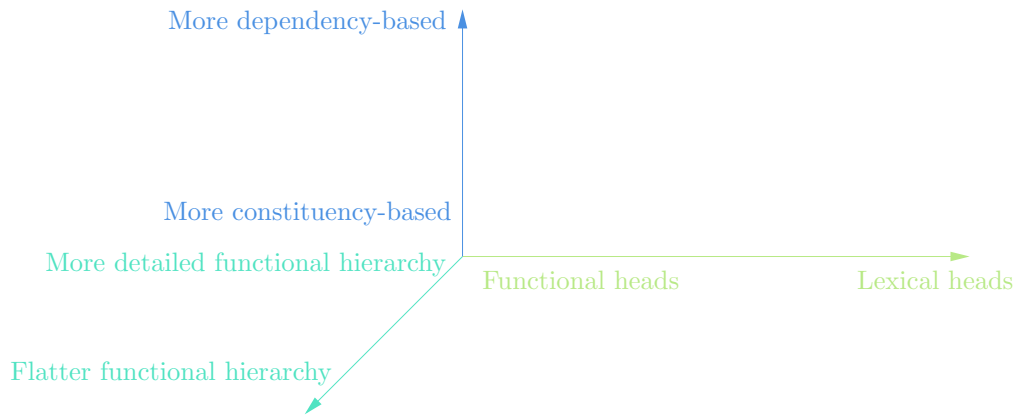 More dependency-based
More constituency-based
More detailed functional hierarchy
Functional heads
Lexical heads
Flatter functional hierarchy